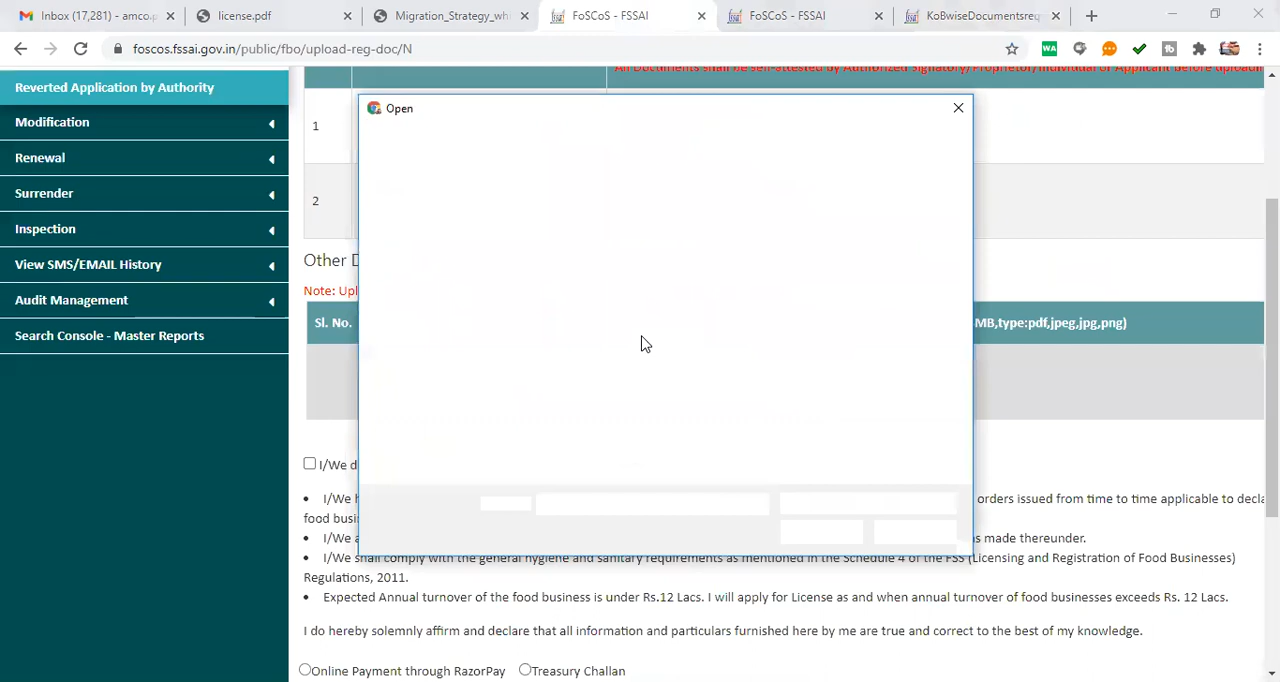 Inbox (17,281) - amco.p
license.pdf
Migration_Strategy_whi
FoSCoS - FSSAI
FoSCoS - FSSAI
KoBwiseDocumentsreq
foscos.fssai.gov.in/public/fbo/upload-reg-doc/N
WA
Reverted Application by Authority
Modification
Renewal
Surrender
Inspection
View SMS/EMAIL History
Audit Management
Search Console - Master Reports
All Documents shall be self-attested by Authorized Signatory/Proprietor/Individual or Applicant before uploadin
Open
1
2
Other D
Note: Upl
Sl. No.
MB,type:pdf,jpeg,jpg,png)
I/We d
I/We h
orders issued from time to time applicable to decla
food busi
I/We a
s made thereunder.
I/We shall comply with the general hygiene and sanitary requirements as mentioned in the Schedule 4 of the FSS (Licensing and Registration of Food Businesses)
Regulations, 2011.
Expected Annual turnover of the food business is under Rs.12 Lacs. I will apply for License as and when annual turnover of food businesses exceeds Rs. 12 Lacs.
I do hereby solemnly affirm and declare that all information and particulars furnished here by me are true and correct to the best of my knowledge.
Online Payment through RazorPay
Treasury Challan